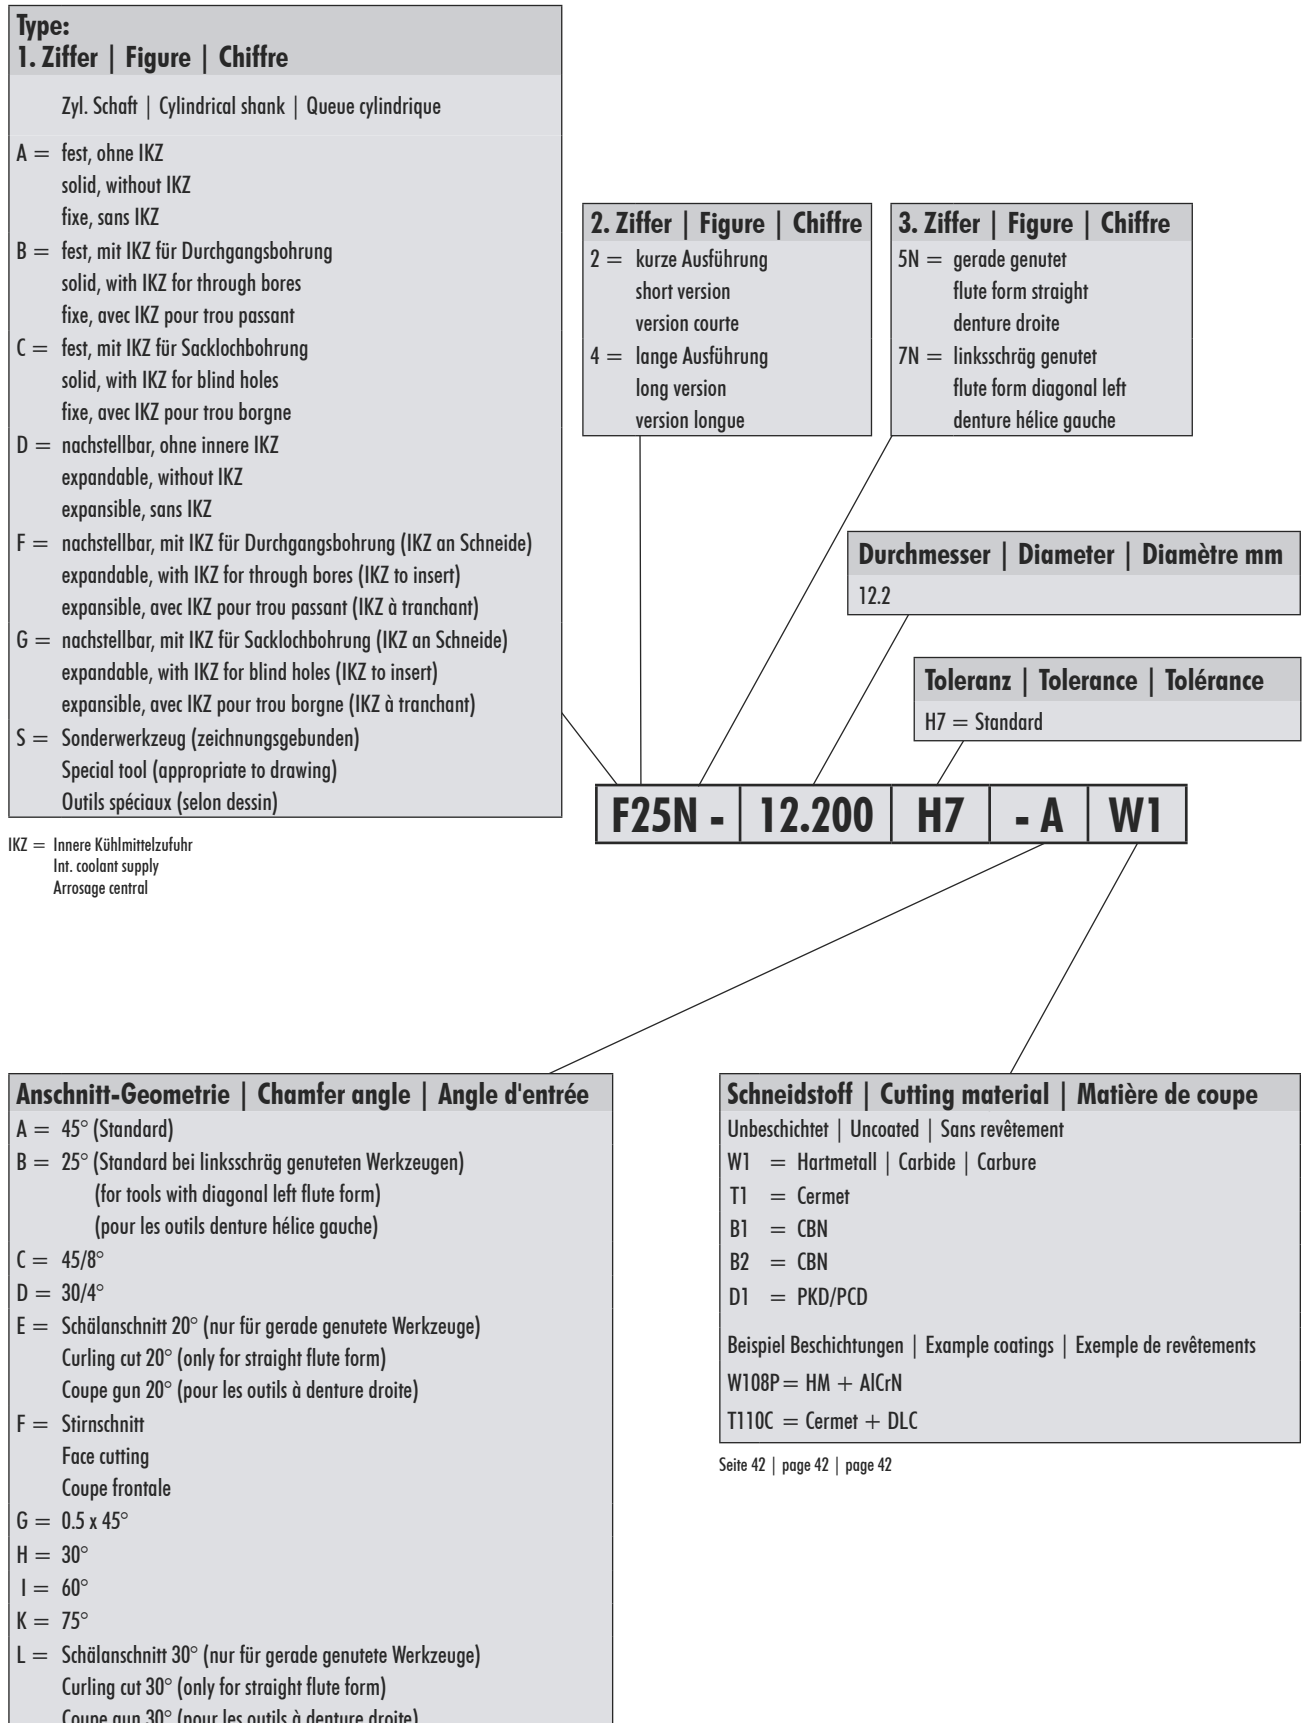 Type:
1. Ziffer | Figure | Chiffre
Zyl. Schaft | Cylindrical shank | Queue cylindrique
A = fest, ohne IKZ
solid, without IKZ
fixe, sans IKZ
B = fest, mit IKZ für Durchgangsbohrung
solid, with IKZ for through bores
fixe, avec IKZ pour trou passant
C = fest, mit IKZ für Sacklochbohrung
solid, with IKZ for blind holes
fixe, avec IKZ pour trou borgne
D = nachstellbar, ohne innere IKZ
expandable, without IKZ
expansible, sans IKZ
F = nachstellbar, mit IKZ für Durchgangsbohrung (IKZ an Schneide)
expandable, with IKZ for through bores (IKZ to insert)
expansible, avec IKZ pour trou passant (IKZ à tranchant)
G = nachstellbar, mit IKZ für Sacklochbohrung (IKZ an Schneide)
expandable, with IKZ for blind holes (IKZ to insert)
expansible, avec IKZ pour trou borgne (IKZ à tranchant)
S = Sonderwerkzeug (zeichnungsgebunden)
Special tool (appropriate to drawing)
Outils spéciaux (selon dessin)
IKZ = Innere Kühlmittelzufuhr
Int. coolant supply
Arrosage central
2. Ziffer | Figure | Chiffre
2 = kurze Ausführung
short version
version courte
4 = lange Ausführung
long version
version longue
3. Ziffer | Figure | Chiffre
5N = gerade genutet
flute form straight
denture droite
7N = linksschräg genutet
flute form diagonal left
denture hélice gauche
Durchmesser | Diameter | Diamètre mm
12.2
Toleranz | Tolerance | Tolérance
H7 = Standard
F25N - 12.200 H7 - A W1
Anschnitt-Geometrie | Chamfer angle | Angle d'entrée
A = 45° (Standard)
B = 25° (Standard bei linksschräg genuteten Werkzeugen)
(for tools with diagonal left flute form)
(pour les outils denture hélice gauche)
C = 45/8°
D = 30/4°
E = Schälanschnitt 20° (nur für gerade genutete Werkzeuge)
Curling cut 20° (only for straight flute form)
Coupe gun 20° (pour les outils à denture droite)
F = Stirnschnitt
Face cutting
Coupe frontale
G = 0.5 x 45°
H = 30°
I = 60°
K = 75°
L = Schälanschnitt 30° (nur für gerade genutete Werkzeuge)
Curling cut 30° (only for straight flute form)
Coupe gun 30° (pour les outils à denture droite)
Schneidstoff | Cutting material | Matière de coupe
Unbeschichtet | Uncoated | Sans revêtement
W1 = Hartmetall | Carbide | Carbure
T1 = Cermet
B1 = CBN
B2 = CBN
D1 = PKD/PCD
Beispiel Beschichtungen | Example coatings | Exemple de revêtements
W108P = HM + AlCrN
T110C = Cermet + DLC
Seite 42 | page 42 | page 42